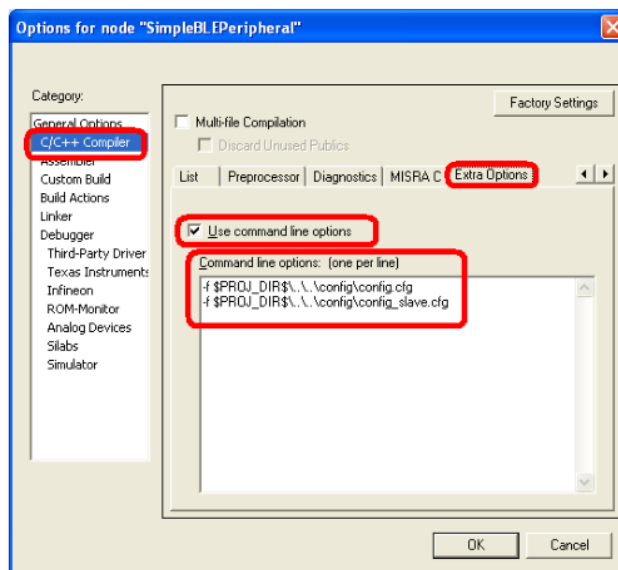 Options for node "SimpleBLEPeripheral"
Category:
General Options
C/C++ Compiler
Assembler
Custom Build
Build Actions
Linker
Debugger
Third-Party Driver
Texas Instruments
Infineon
ROM-Monitor
Analog Devices
Silabs
Simulator
Factory Settings
Multi-file Compilation
Discard Unused Publics
List Preprocessor Diagnostics MISRA C Extra Options
Use command line options
Command line options: (one per line)
-f $PROJ_DIR$\..\..\config\config.cfg
-f $PROJ_DIR$\..\..\config\config_slave.cfg
OK Cancel